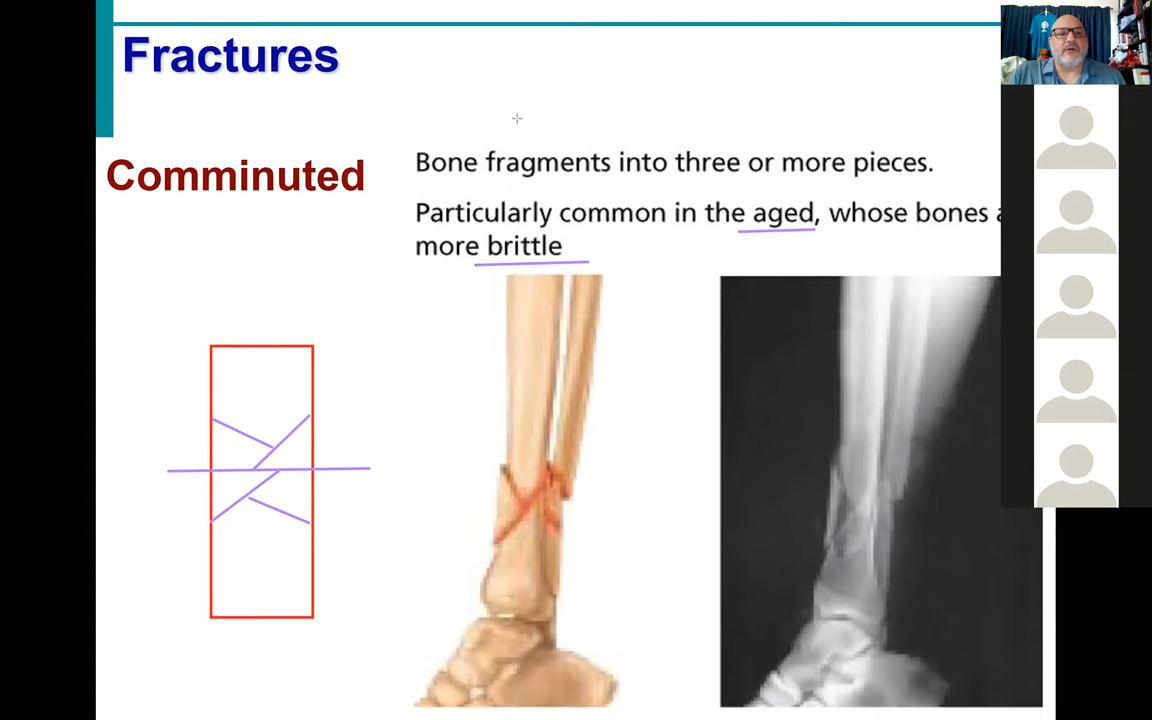 Fractures
Comminuted
Bone fragments into three or more pieces.
Particularly common in the aged, whose bones
more brittle